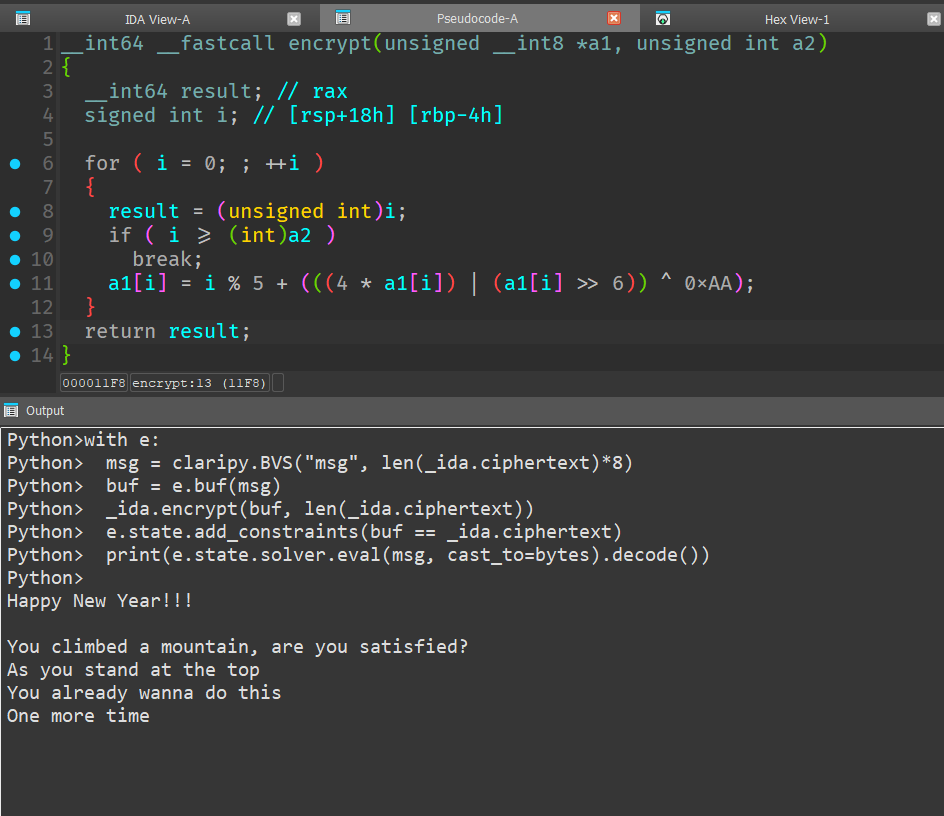 IDA View-A Pseudocode-A Hex View-1
1 __int64 __fastcall encrypt(unsigned __int8 *a1, unsigned int a2)
2 {
3   __int64 result; // rax
4   signed int i; // [rsp+18h] [rbp-4h]
5
6   for ( i = 0; ; ++i )
7   {
8     result = (unsigned int)i;
9     if ( i >= (int)a2 )
10       break;
11     a1[i] = i % 5 + (((4 * a1[i]) | (a1[i] >> 6)) ^ 0xAA);
12   }
13   return result;
14 }
000011F8 encrypt:13 (11F8)
Output
Python>with e:
Python>  msg = claripy.BVS("msg", len(_ida.ciphertext)*8)
Python>  buf = e.buf(msg)
Python>  _ida.encrypt(buf, len(_ida.ciphertext))
Python>  e.state.add_constraints(buf == _ida.ciphertext)
Python>  print(e.state.solver.eval(msg, cast_to=bytes).decode())
Python>
Happy New Year!!!

You climbed a mountain, are you satisfied?
As you stand at the top
You already wanna do this
One more time